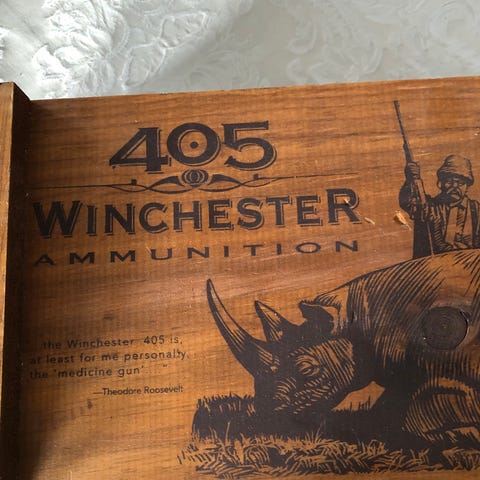 405
WINCHESTER
AMMUNITION
the Winchester 405 is,
at least for me personally,
the 'medicine gun' "
—Theodore Roosevelt